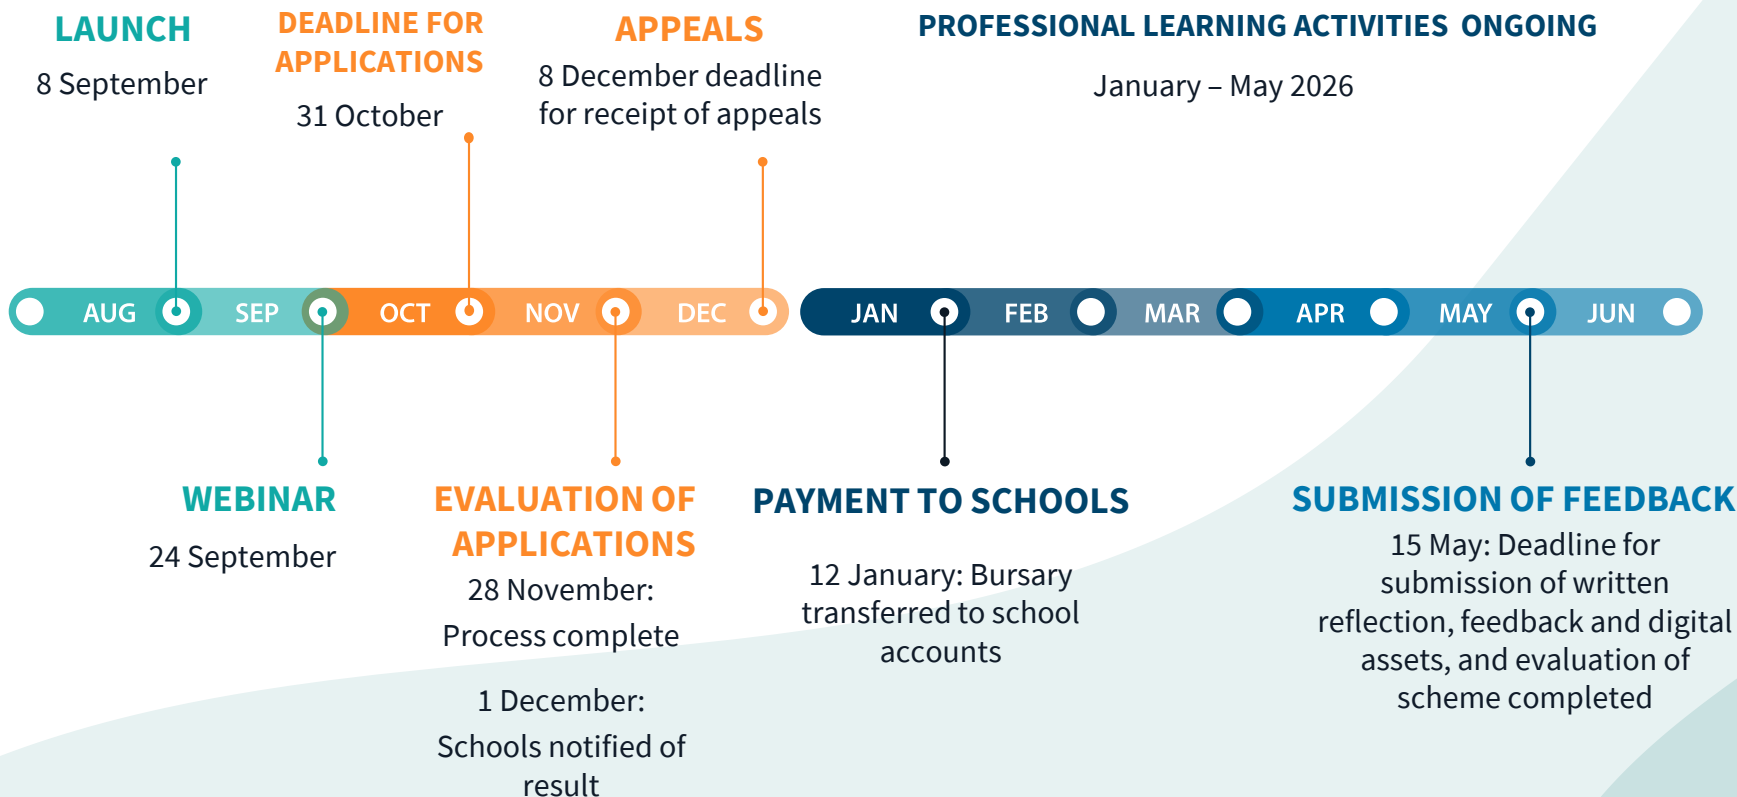 LAUNCH
8 September
DEADLINE FOR
APPLICATIONS
31 October
APPEALS
8 December deadline
for receipt of appeals
PROFESSIONAL LEARNING ACTIVITIES ONGOING
January – May 2026
AUG SEP OCT NOV DEC JAN FEB MAR APR MAY JUN
WEBINAR
24 September
EVALUATION OF
APPLICATIONS
28 November:
Process complete
1 December:
Schools notified of
result
PAYMENT TO SCHOOLS
12 January: Bursary
transferred to school
accounts
SUBMISSION OF FEEDBACK
15 May: Deadline for
submission of written
reflection, feedback and digital
assets, and evaluation of
scheme completed